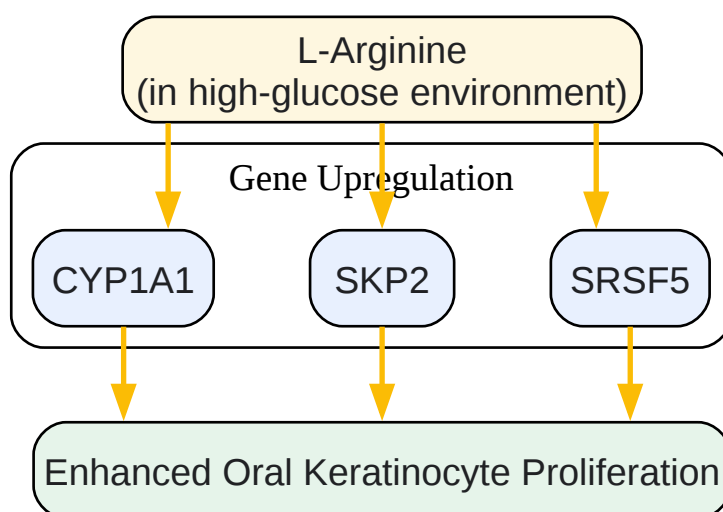 L-Arginine
(in high-glucose environment)
Gene Upregulation
CYP1A1
SKP2
SRSF5
Enhanced Oral Keratinocyte Proliferation